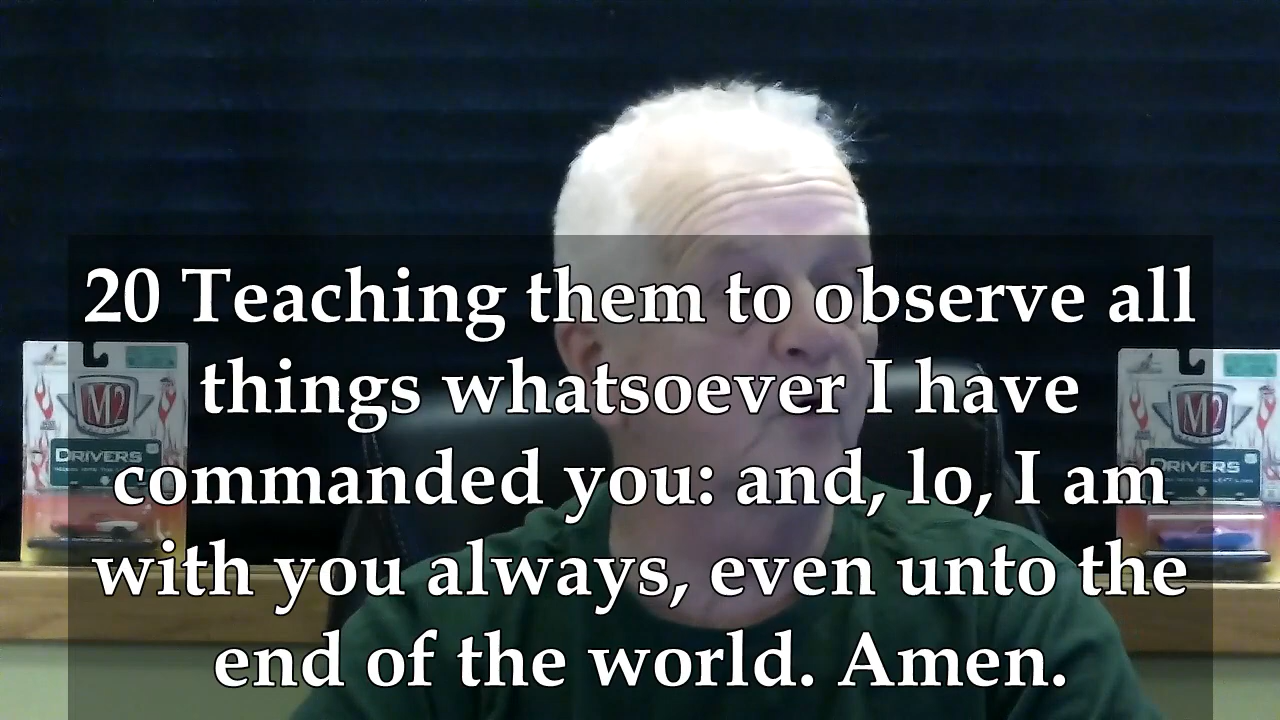 20 Teaching them to observe all
things whatsoever I have
commanded you: and, lo, I am
with you always, even unto the
end of the world. Amen.
M2
DRIVERS
M2
DRIVERS